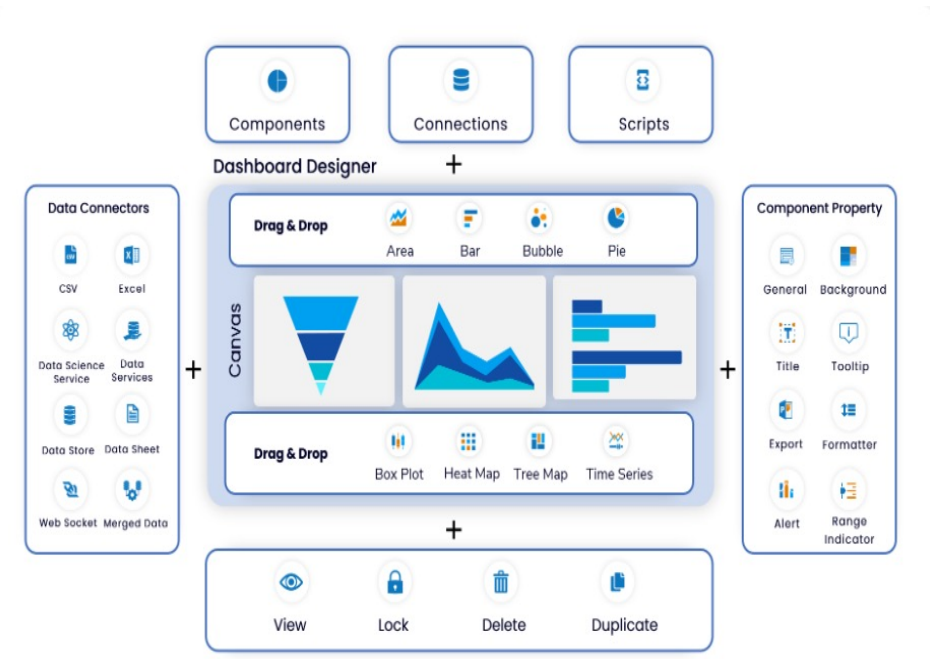 Components
Connections
Scripts
Dashboard Designer
+
Data Connectors
CSV
Excel
Data Science
Service
Data
Services
Data Store
Data Sheet
Web Socket
Merged Data
+
Canvas
Drag & Drop
Area
Bar
Bubble
Pie
Drag & Drop
Box Plot
Heat Map
Tree Map
Time Series
+
Component Property
General
Background
Title
Tooltip
Export
Formatter
Alert
Range
Indicator
+
View
Lock
Delete
Duplicate